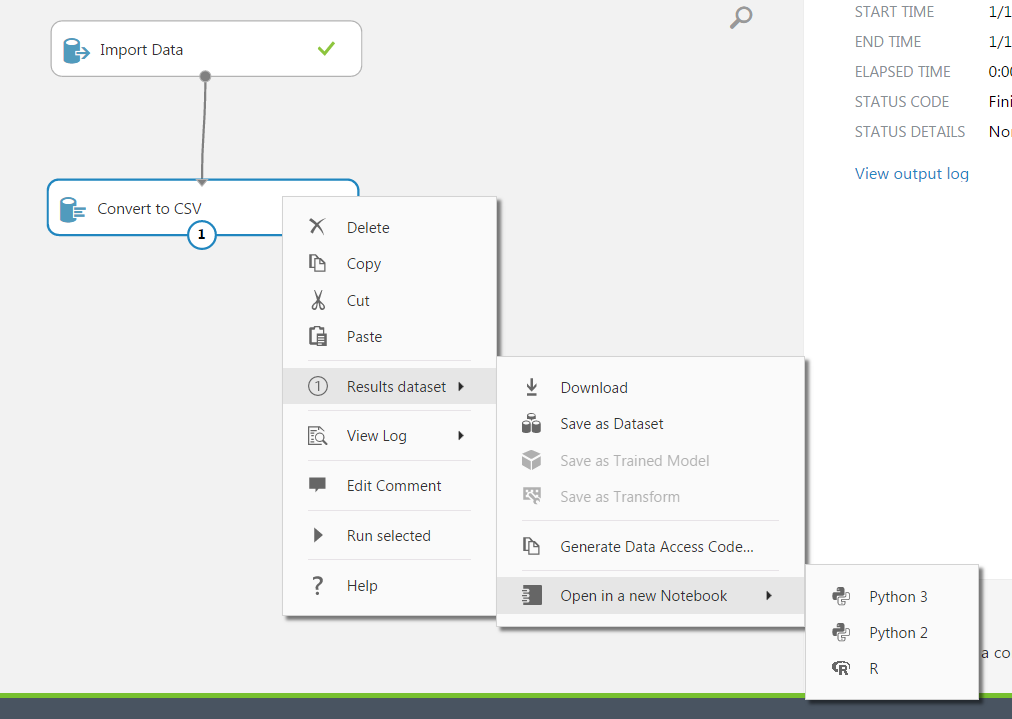 Import Data
Convert to CSV
1
Delete
Copy
Cut
Paste
1 Results dataset
View Log
Edit Comment
Run selected
? Help
Download
Save as Dataset
Save as Trained Model
Save as Transform
Generate Data Access Code...
Open in a new Notebook
Python 3
Python 2
R R
START TIME 1/1
END TIME 1/1
ELAPSED TIME 0:00
STATUS CODE Fini
STATUS DETAILS Nor
View output log
a co